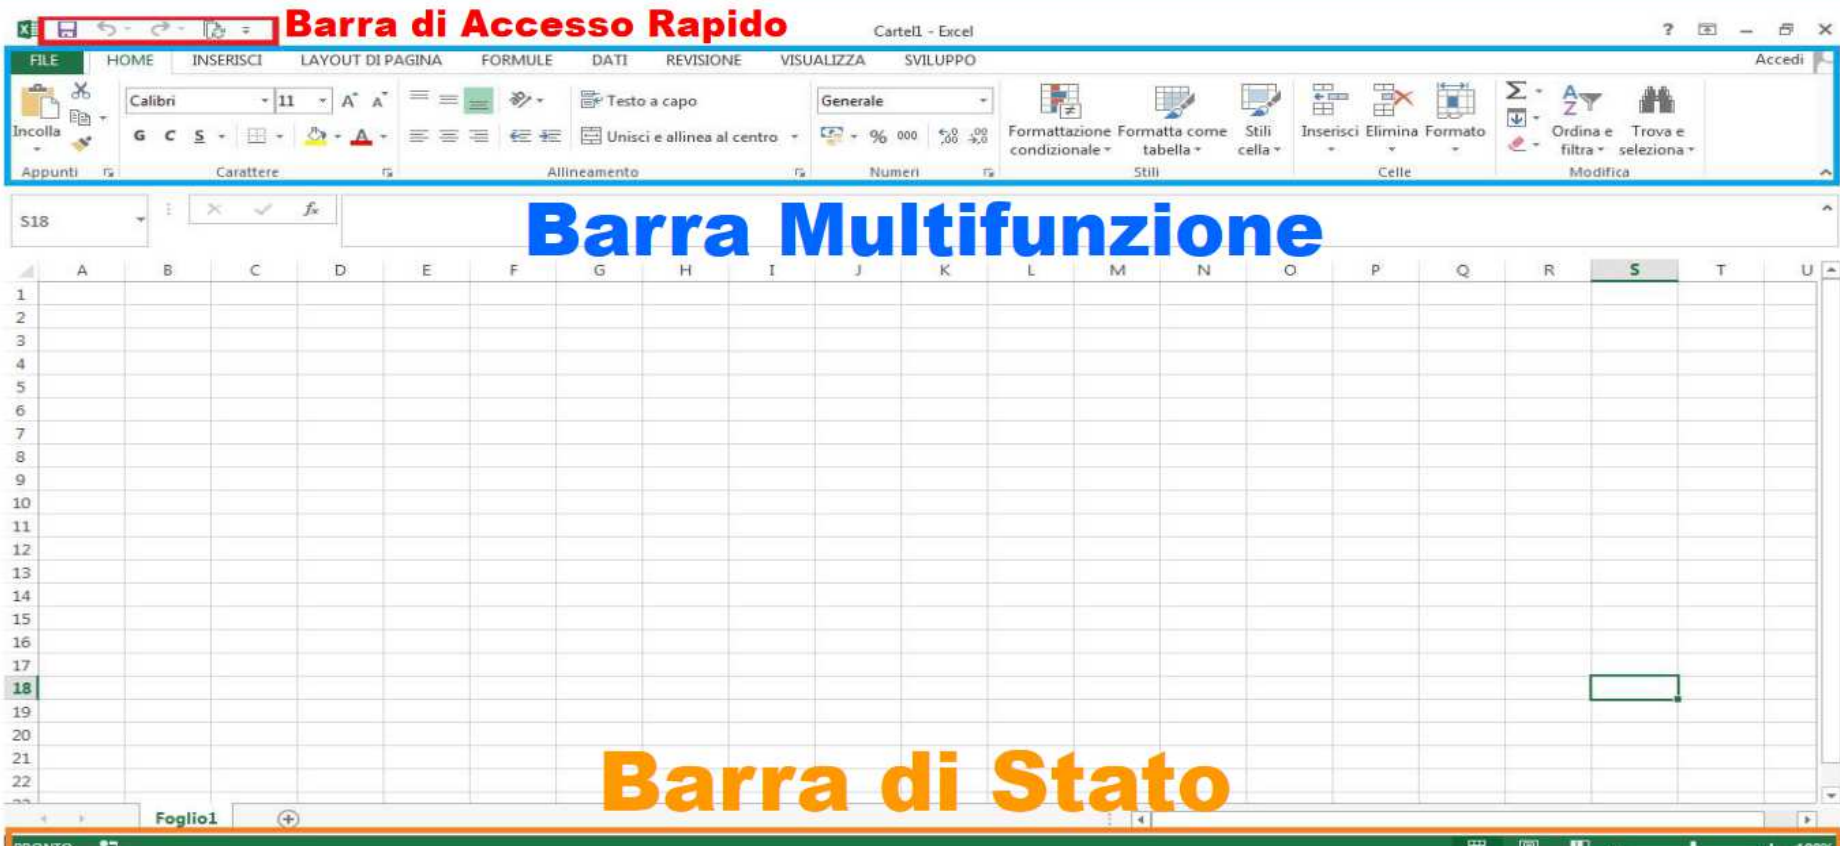 Barra di Accesso Rapido
Cartel1 - Excel
?
FILE HOME INSERISCI LAYOUT DI PAGINA FORMULE DATI REVISIONE VISUALIZZA SVILUPPO Accedi
Calibri 11 A A Testo a capo Generale
Incolla
G C S A Unisci e allinea al centro % 000 ,00 ,0
Formattazione condizionale
Formatta come tabella
Stili cella
Inserisci Elimina Formato
Σ
A Z
Ordina e filtra
Trova e seleziona
Appunti Carattere Allineamento Numeri Stili Celle Modifica
S18 fx
Barra Multifunzione
A B C D E F G H I J K L M N O P Q R S T U
1
2
3
4
5
6
7
8
9
10
11
12
13
14
15
16
17
18
19
20
21
22
Barra di Stato
Foglio1
PRONTO 100%